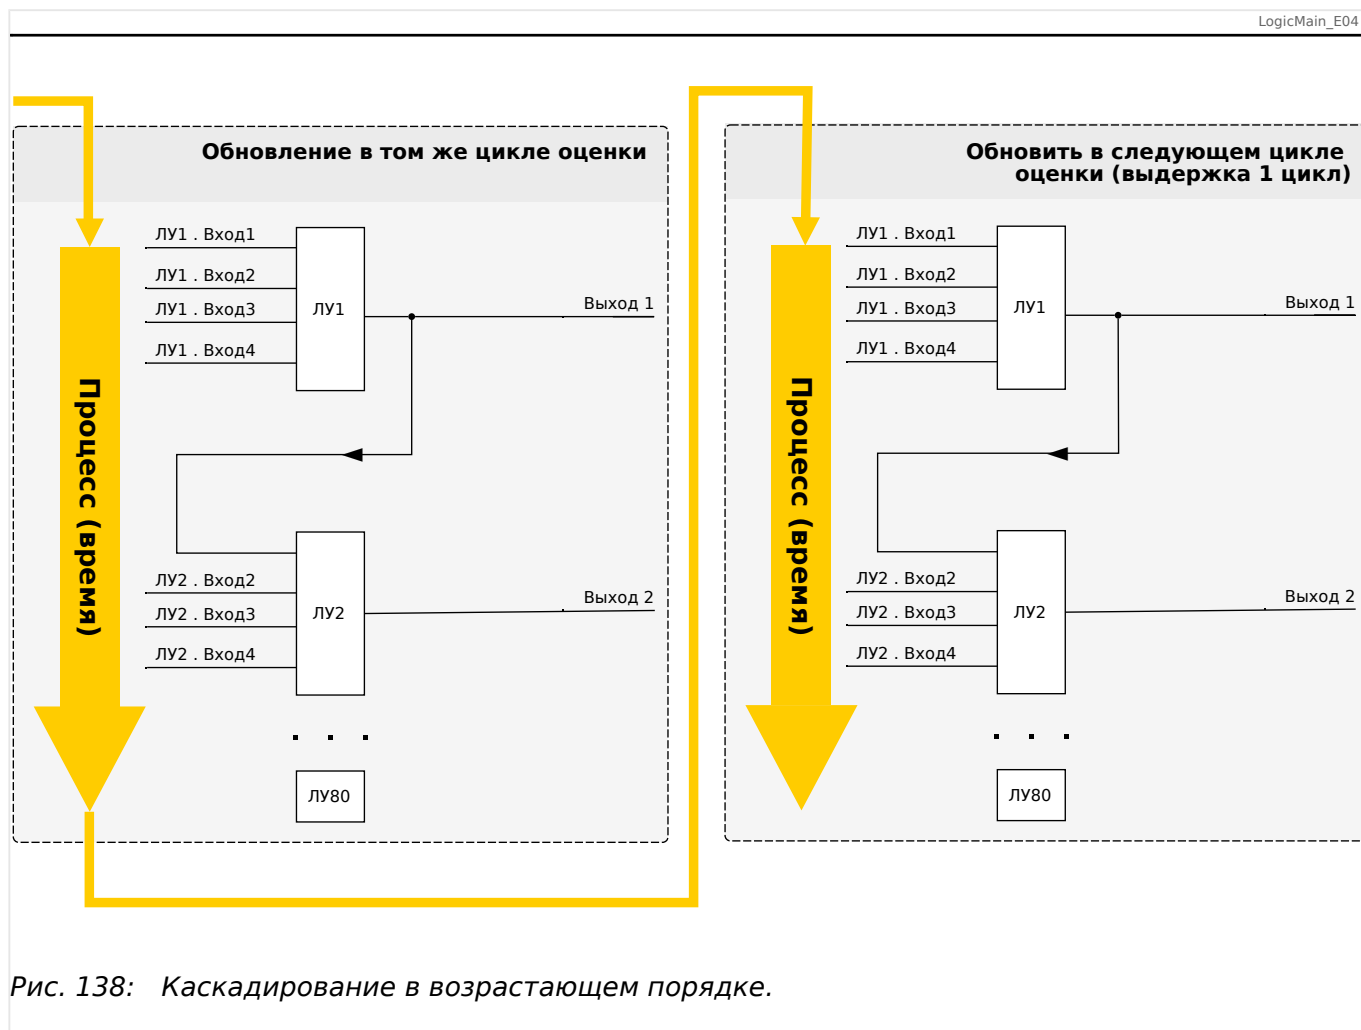 LogicMain_E04
Обновление в том же цикле оценки
ЛУ1 . Вход1
ЛУ1 . Вход2
ЛУ1 . Вход3
ЛУ1 . Вход4
ЛУ1
Выход 1
Процесс (время)
ЛУ2 . Вход2
ЛУ2 . Вход3
ЛУ2 . Вход4
ЛУ2
Выход 2
. . .
ЛУ80
Обновить в следующем цикле
оценки (выдержка 1 цикл)
ЛУ1 . Вход1
ЛУ1 . Вход2
ЛУ1 . Вход3
ЛУ1 . Вход4
ЛУ1
Выход 1
Процесс (время)
ЛУ2 . Вход2
ЛУ2 . Вход3
ЛУ2 . Вход4
ЛУ2
Выход 2
. . .
ЛУ80
Рис. 138: Каскадирование в возрастающем порядке.